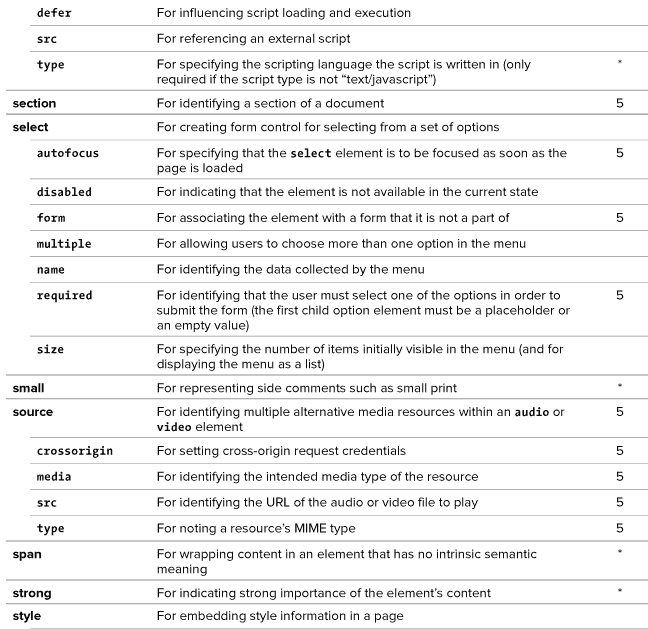 defer For influencing script loading and execution
src For referencing an external script
type For specifying the scripting language the script is written in (only *
required if the script type is not “text/javascript”)
section For identifying a section of a document 5
select For creating form control for selecting from a set of options
autofocus For specifying that the select element is to be focused as soon as the 5
page is loaded
disabled For indicating that the element is not available in the current state
form For associating the element with a form that it is not a part of 5
multiple For allowing users to choose more than one option in the menu
name For identifying the data collected by the menu
required For identifying that the user must select one of the options in order to 5
submit the form (the first child option element must be a placeholder or
an empty value)
size For specifying the number of items initially visible in the menu (and for
displaying the menu as a list)
small For representing side comments such as small print *
source For identifying multiple alternative media resources within an audio or 5
video element
crossorigin For setting cross-origin request credentials 5
media For identifying the intended media type of the resource 5
src For identifying the URL of the audio or video file to play 5
type For noting a resource’s MIME type 5
span For wrapping content in an element that has no intrinsic semantic *
meaning
strong For indicating strong importance of the element’s content *
style For embedding style information in a page